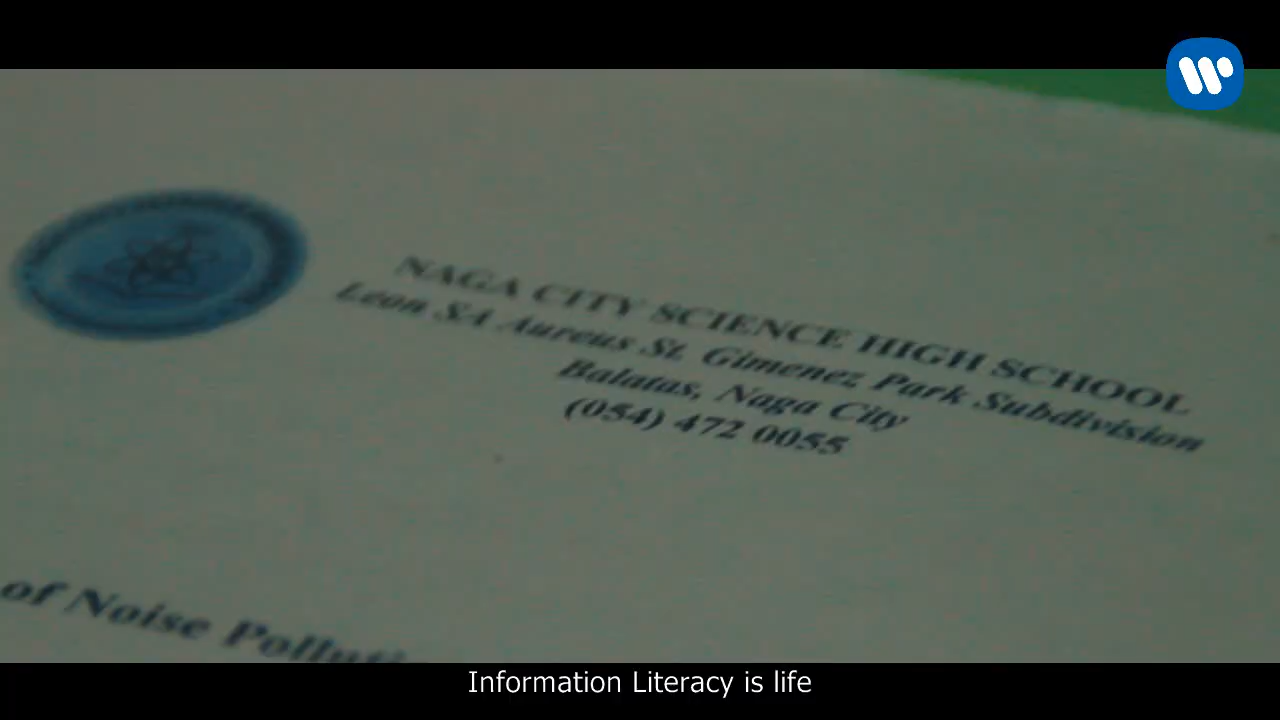 NAGA CITY SCIENCE HIGH SCHOOL
Leon SA Aureus St. Gimenez Park Subdivision
Balatas, Naga City
(054) 472 0055
of Noise Polluti
Information Literacy is life